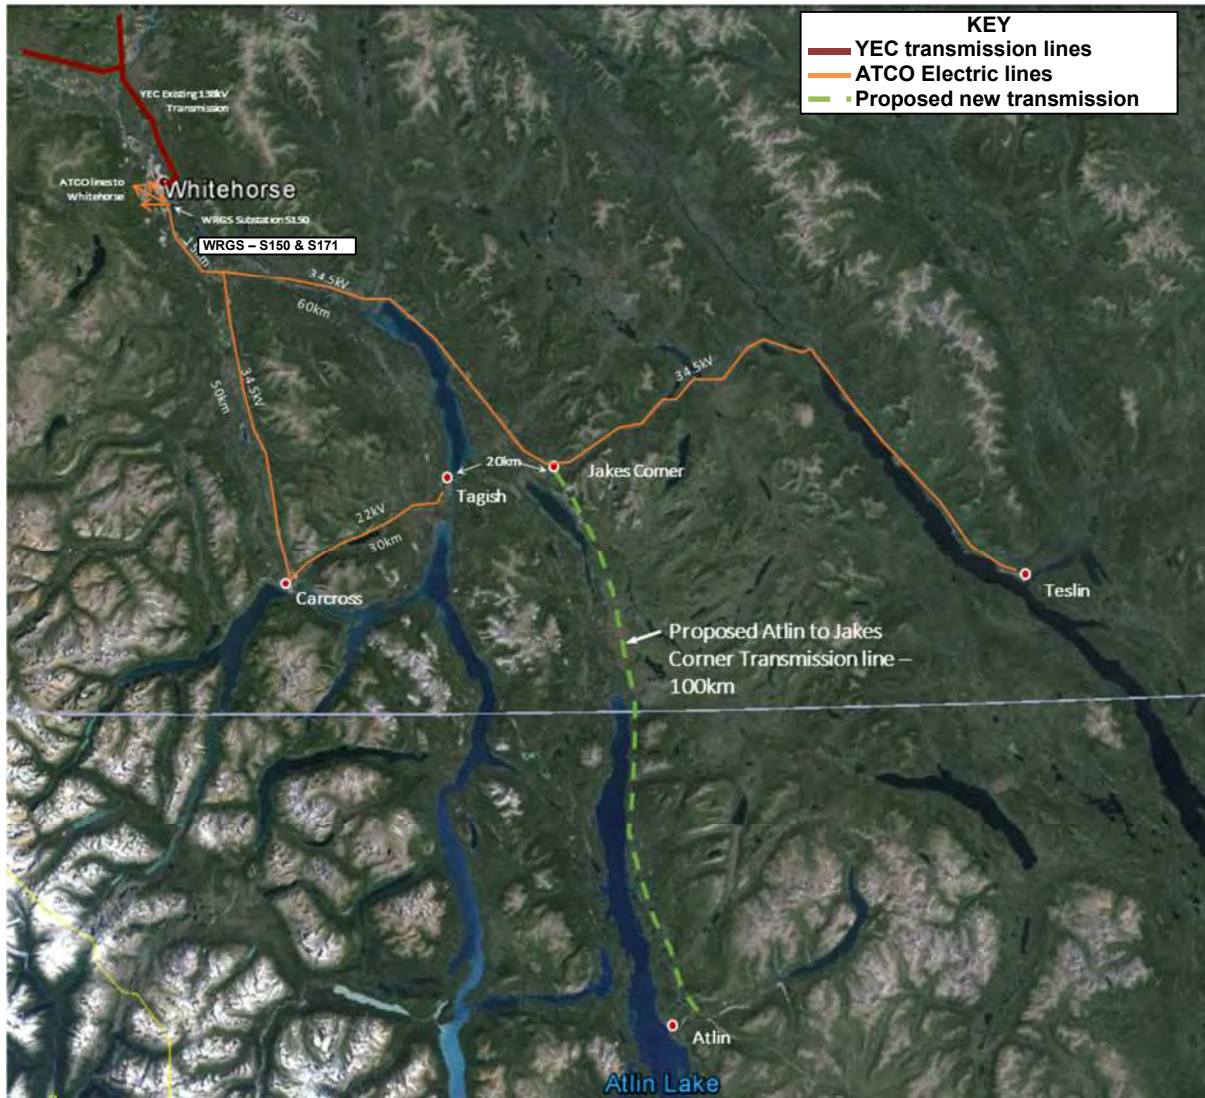 KEY
YEC transmission lines
ATCO Electric lines
Proposed new transmission
YEC Existing 138kV
Transmission
ATCO lines to
Whitehorse
Whitehorse
WRGS Substation S150
WRGS – S150 & S171
34.5kV
60km
34.5kV
50km
34.5kV
20km
Jakes Corner
Tagish
22kV
30km
Carcross
Teslin
Proposed Atlin to Jakes
Corner Transmission line –
100km
Atlin
Atlin Lake